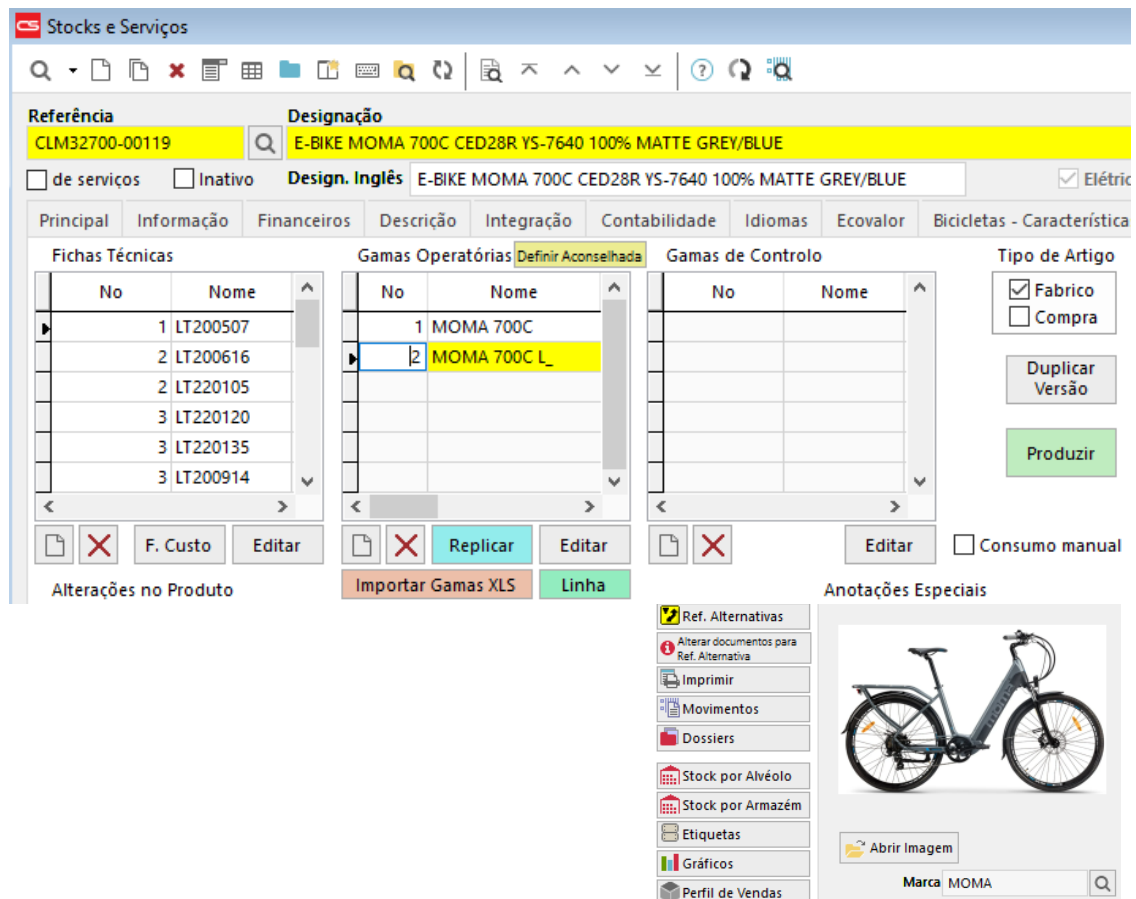 CS Stocks e Serviços
Referência Designação
CLM32700-00119 E-BIKE MOMA 700C CED28R YS-7640 100% MATTE GREY/BLUE
de serviços Inativo Design. Inglês E-BIKE MOMA 700C CED28R YS-7640 100% MATTE GREY/BLUE Elétric
Principal Informação Financeiros Descrição Integração Contabilidade Idiomas Ecovalor Bicicletas - Característica
Fichas Técnicas Gamas Operatórias Definir Aconselhada Gamas de Controlo Tipo de Artigo
No Nome No Nome No Nome Fabrico
1 LT200507 1 MOMA 700C Compra
2 LT200616 2 MOMA 700C L_
2 LT220105
3 LT220120
3 LT220135
3 LT200914
Duplicar
Versão
Produzir
F. Custo Editar Replicar Editar Editar Consumo manual
Alterações no Produto Importar Gamas XLS Linha Anotações Especiais
Ref. Alternativas
Alterar documentos para
Ref. Alternativa
Imprimir
Movimentos
Dossiers
Stock por Alvéolo
Stock por Armazém
Etiquetas
Gráficos
Perfil de Vendas
moma
Abrir Imagem
Marca MOMA